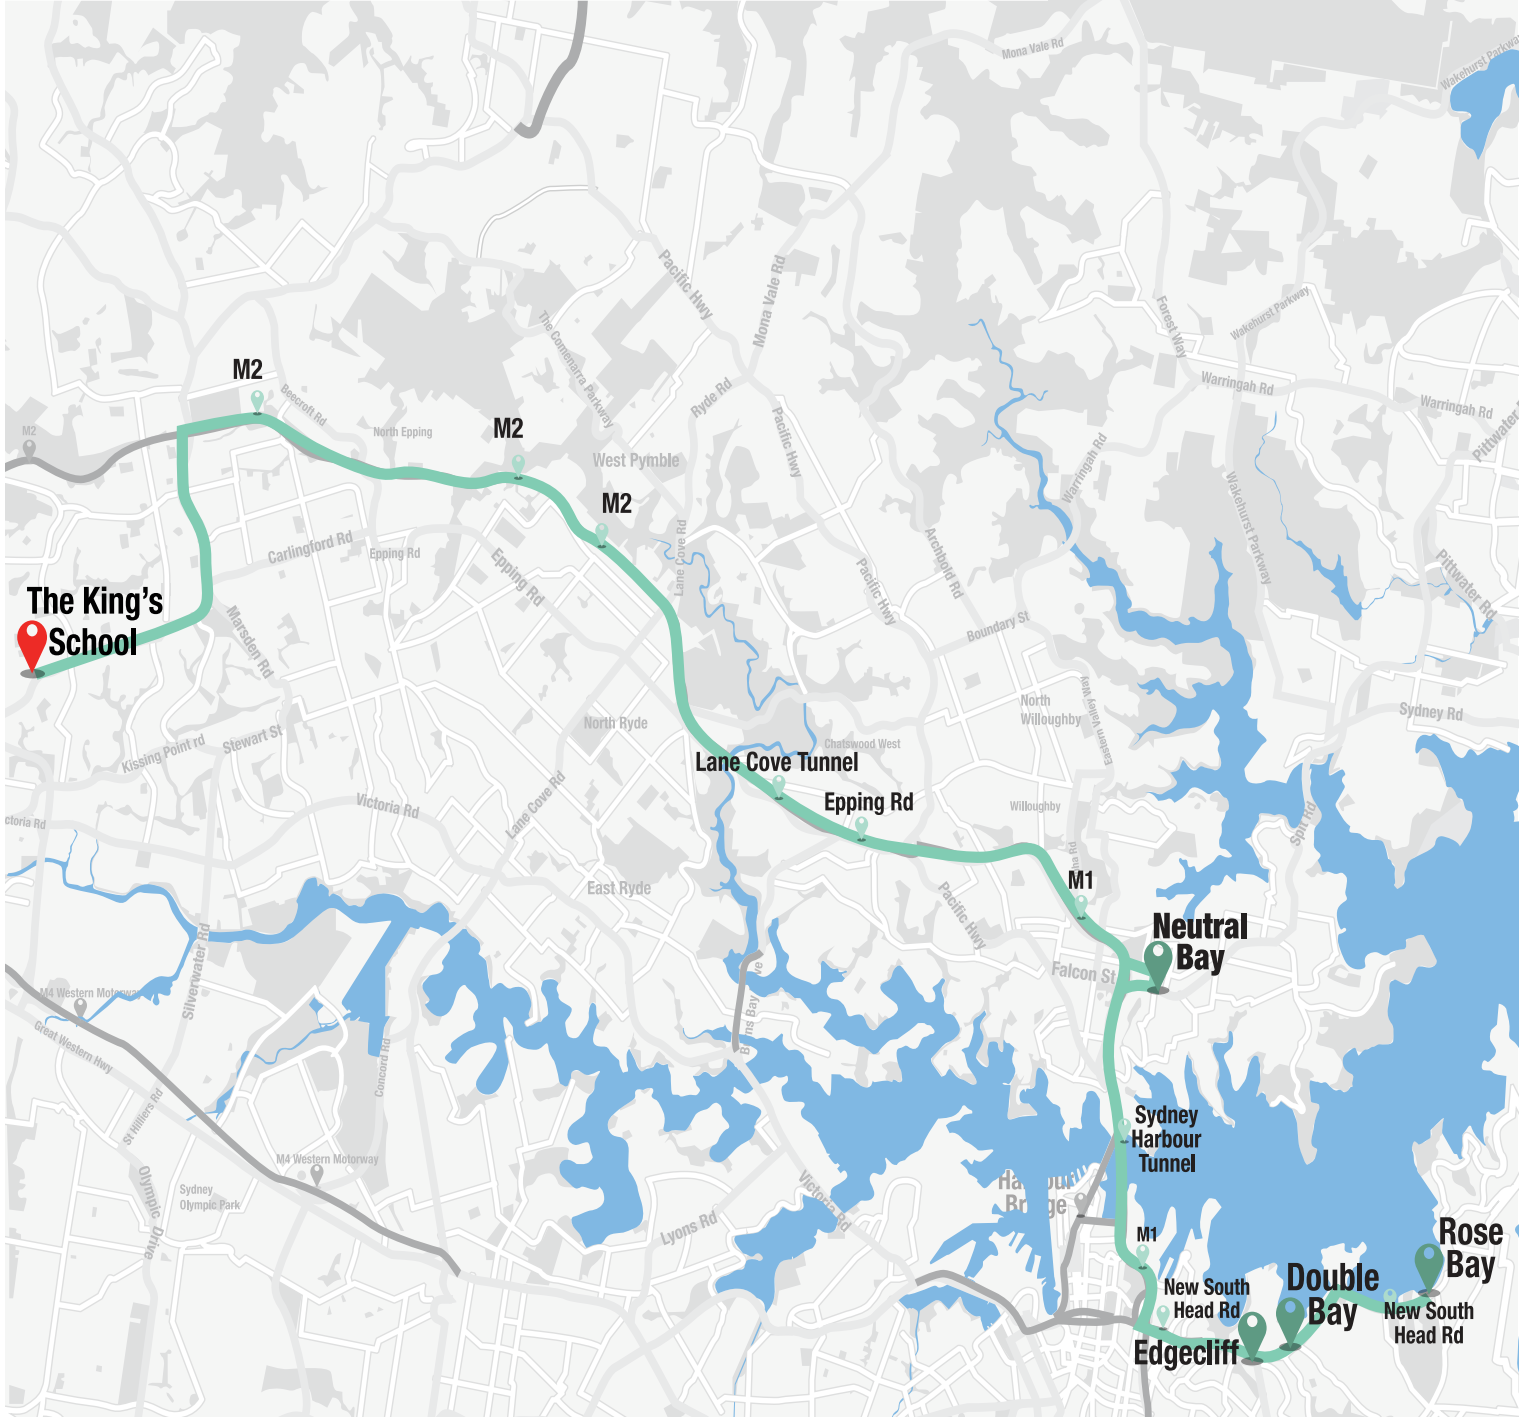 Mona Vale Rd
Wakehurst Parkway
Pacific Hwy
Mona Vale Rd
Forest Way
Wakehurst Parkway
The Comenarra Parkway
M2
Beecroft Rd
Ryde Rd
Warringah Rd
Warringah Rd
M2
North Epping
M2
West Pymble
Pacific Hwy
Warringah Rd
Pittwater
M2
Wakehurst Parkway
Carlingford Rd
Epping Rd
Epping Rd
Lane Cove Rd
Archbold Rd
Pacific Hwy
Pittwater Rd
The King's
School
Marsden Rd
Boundary St
North
Willoughby
Eastern Valley Way
Sydney Rd
North Ryde
Kissing Point rd
Stewart St
Chatswood West
Lane Cove Tunnel
Epping Rd
Willoughby
Victoria Rd
Lane Cove Rd
Spit Rd
ctoria Rd
East Ryde
M1
Pacific Hwy
Neutral
Bay
Silverwater Rd
Falcon St
M4 Western Motorway
Great Western Hwy
Concord Rd
St Hilliers Rd
Sydney
Harbour
Tunnel
M4 Western Motorway
Olympic Drive
Sydney
Olympic Park
Victoria Rd
Harbour
Bridge
Lyons Rd
M1
Rose
Bay
New South
Head Rd
Double
Bay
New South
Head Rd
Edgecliff